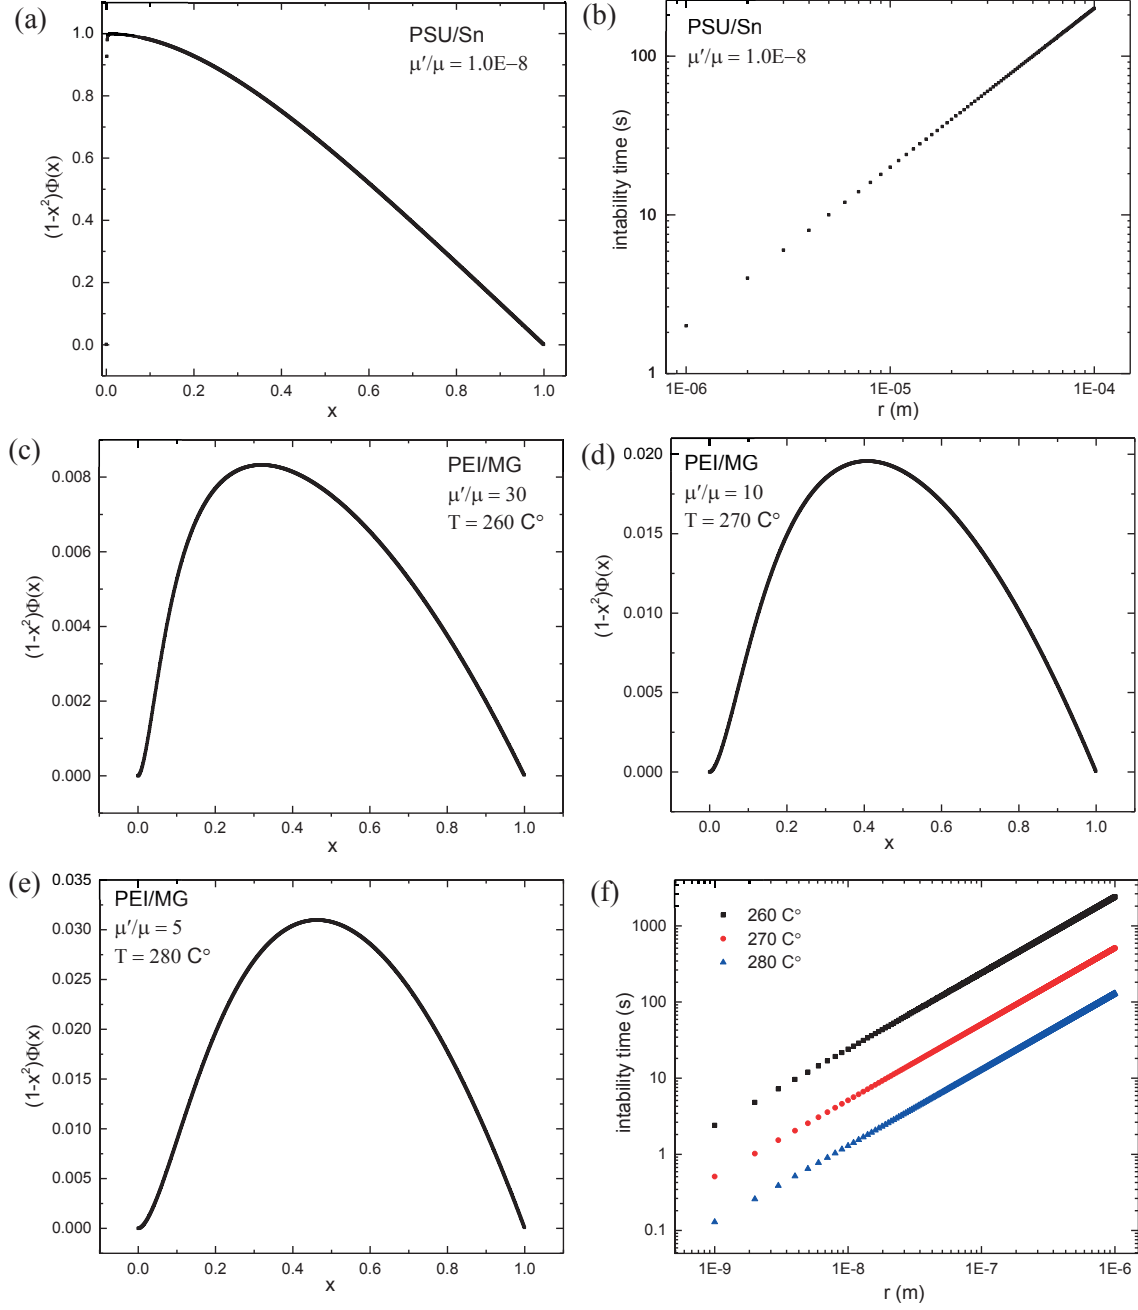 (a)
PSU/Sn
μ′/μ = 1.0E−8
(1-x²)Φ(x)
1.0
0.8
0.6
0.4
0.2
0.0
0.0 0.2 0.4 0.6 0.8 1.0
x
(b)
PSU/Sn
μ′/μ = 1.0E−8
intability time (s)
100
10
1
1E-06 1E-05 1E-04
r (m)
(c)
PEI/MG
μ′/μ = 30
T = 260 C°
(1-x²)Φ(x)
0.008
0.006
0.004
0.002
0.000
0.0 0.2 0.4 0.6 0.8 1.0
x
(d)
PEI/MG
μ′/μ = 10
T = 270 C°
(1-x²)Φ(x)
0.020
0.015
0.010
0.005
0.000
0.0 0.2 0.4 0.6 0.8 1.0
x
(e)
PEI/MG
μ′/μ = 5
T = 280 C°
(1-x²)Φ(x)
0.035
0.030
0.025
0.020
0.015
0.010
0.005
0.000
0.0 0.2 0.4 0.6 0.8 1.0
x
(f)
260 C°
270 C°
280 C°
intability time (s)
1000
100
10
1
0.1
1E-9 1E-8 1E-7 1E-6
r (m)